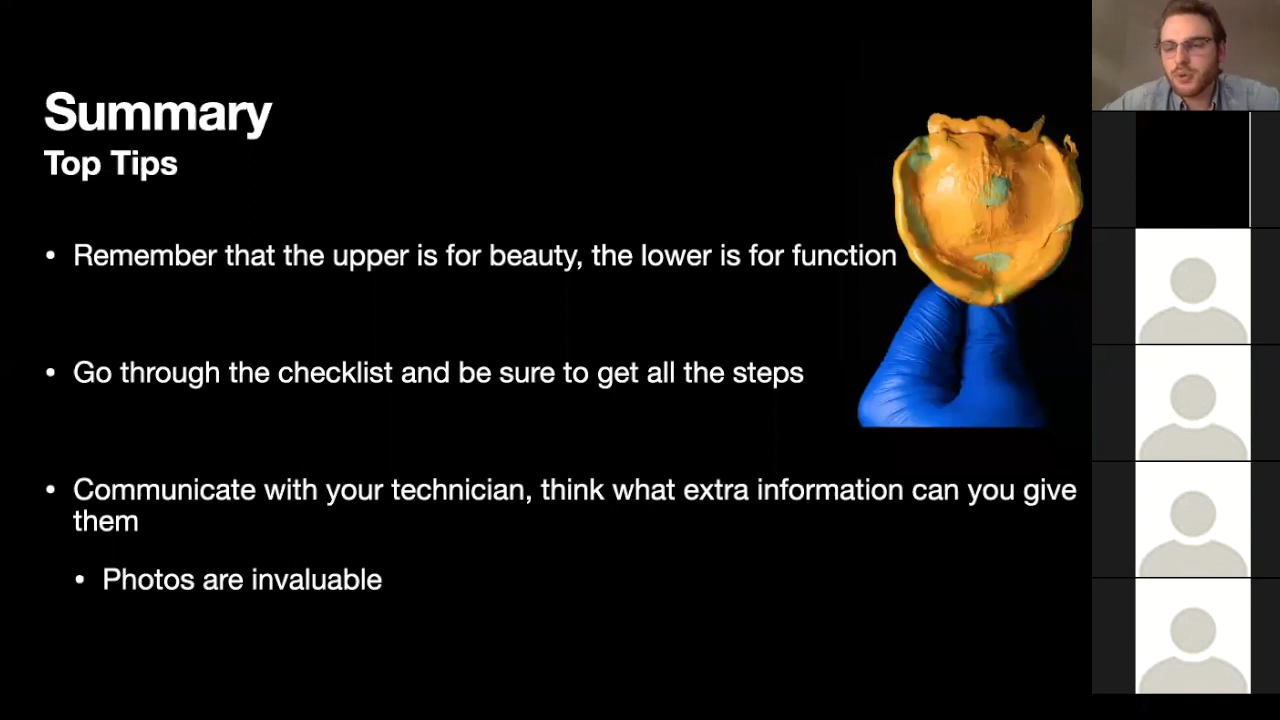 Summary
Top Tips
• Remember that the upper is for beauty, the lower is for function
• Go through the checklist and be sure to get all the steps
• Communicate with your technician, think what extra information can you give
them
• Photos are invaluable